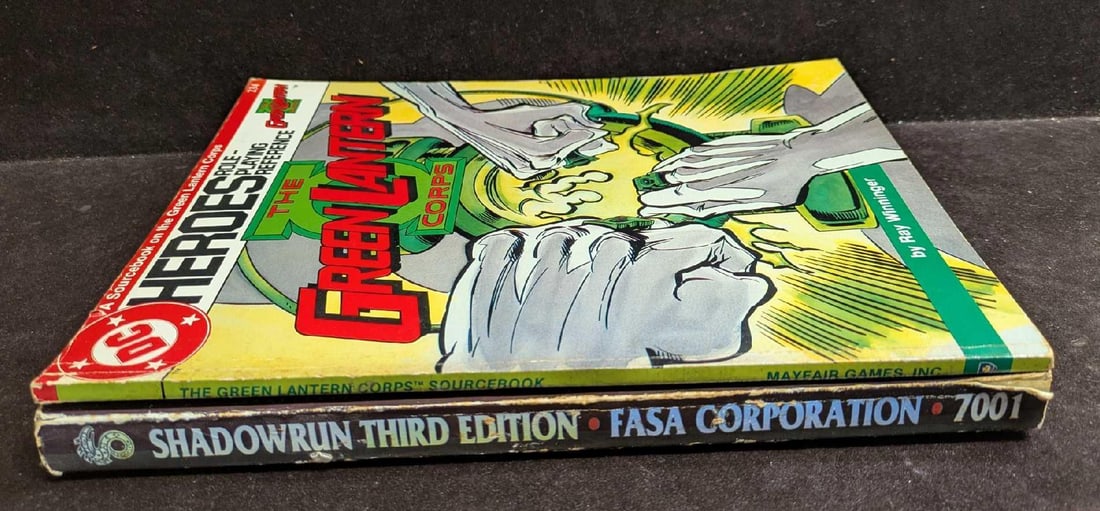 A Sourcebook on the Green Lantern Corps
DC
HEROES
ROLE-
PLAYING
REFERENCE
THE
GREEN LANTERN
CORPS
by Ray Winninger
THE GREEN LANTERN CORPS™ SOURCEBOOK
MAYFAIR GAMES, INC
SHADOWRUN THIRD EDITION • FASA CORPORATION • 7001